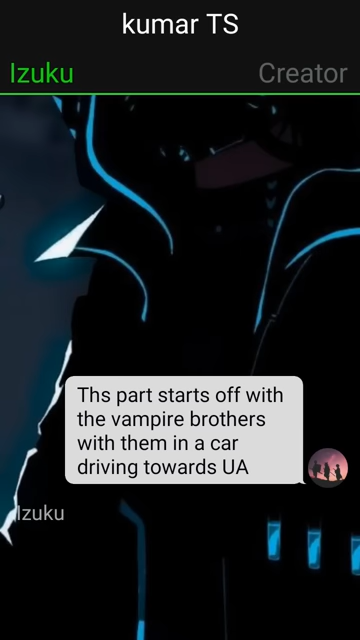 kumar TS
Izuku
Creator
Ths part starts off with
the vampire brothers
with them in a car
driving towards UA
Izuku